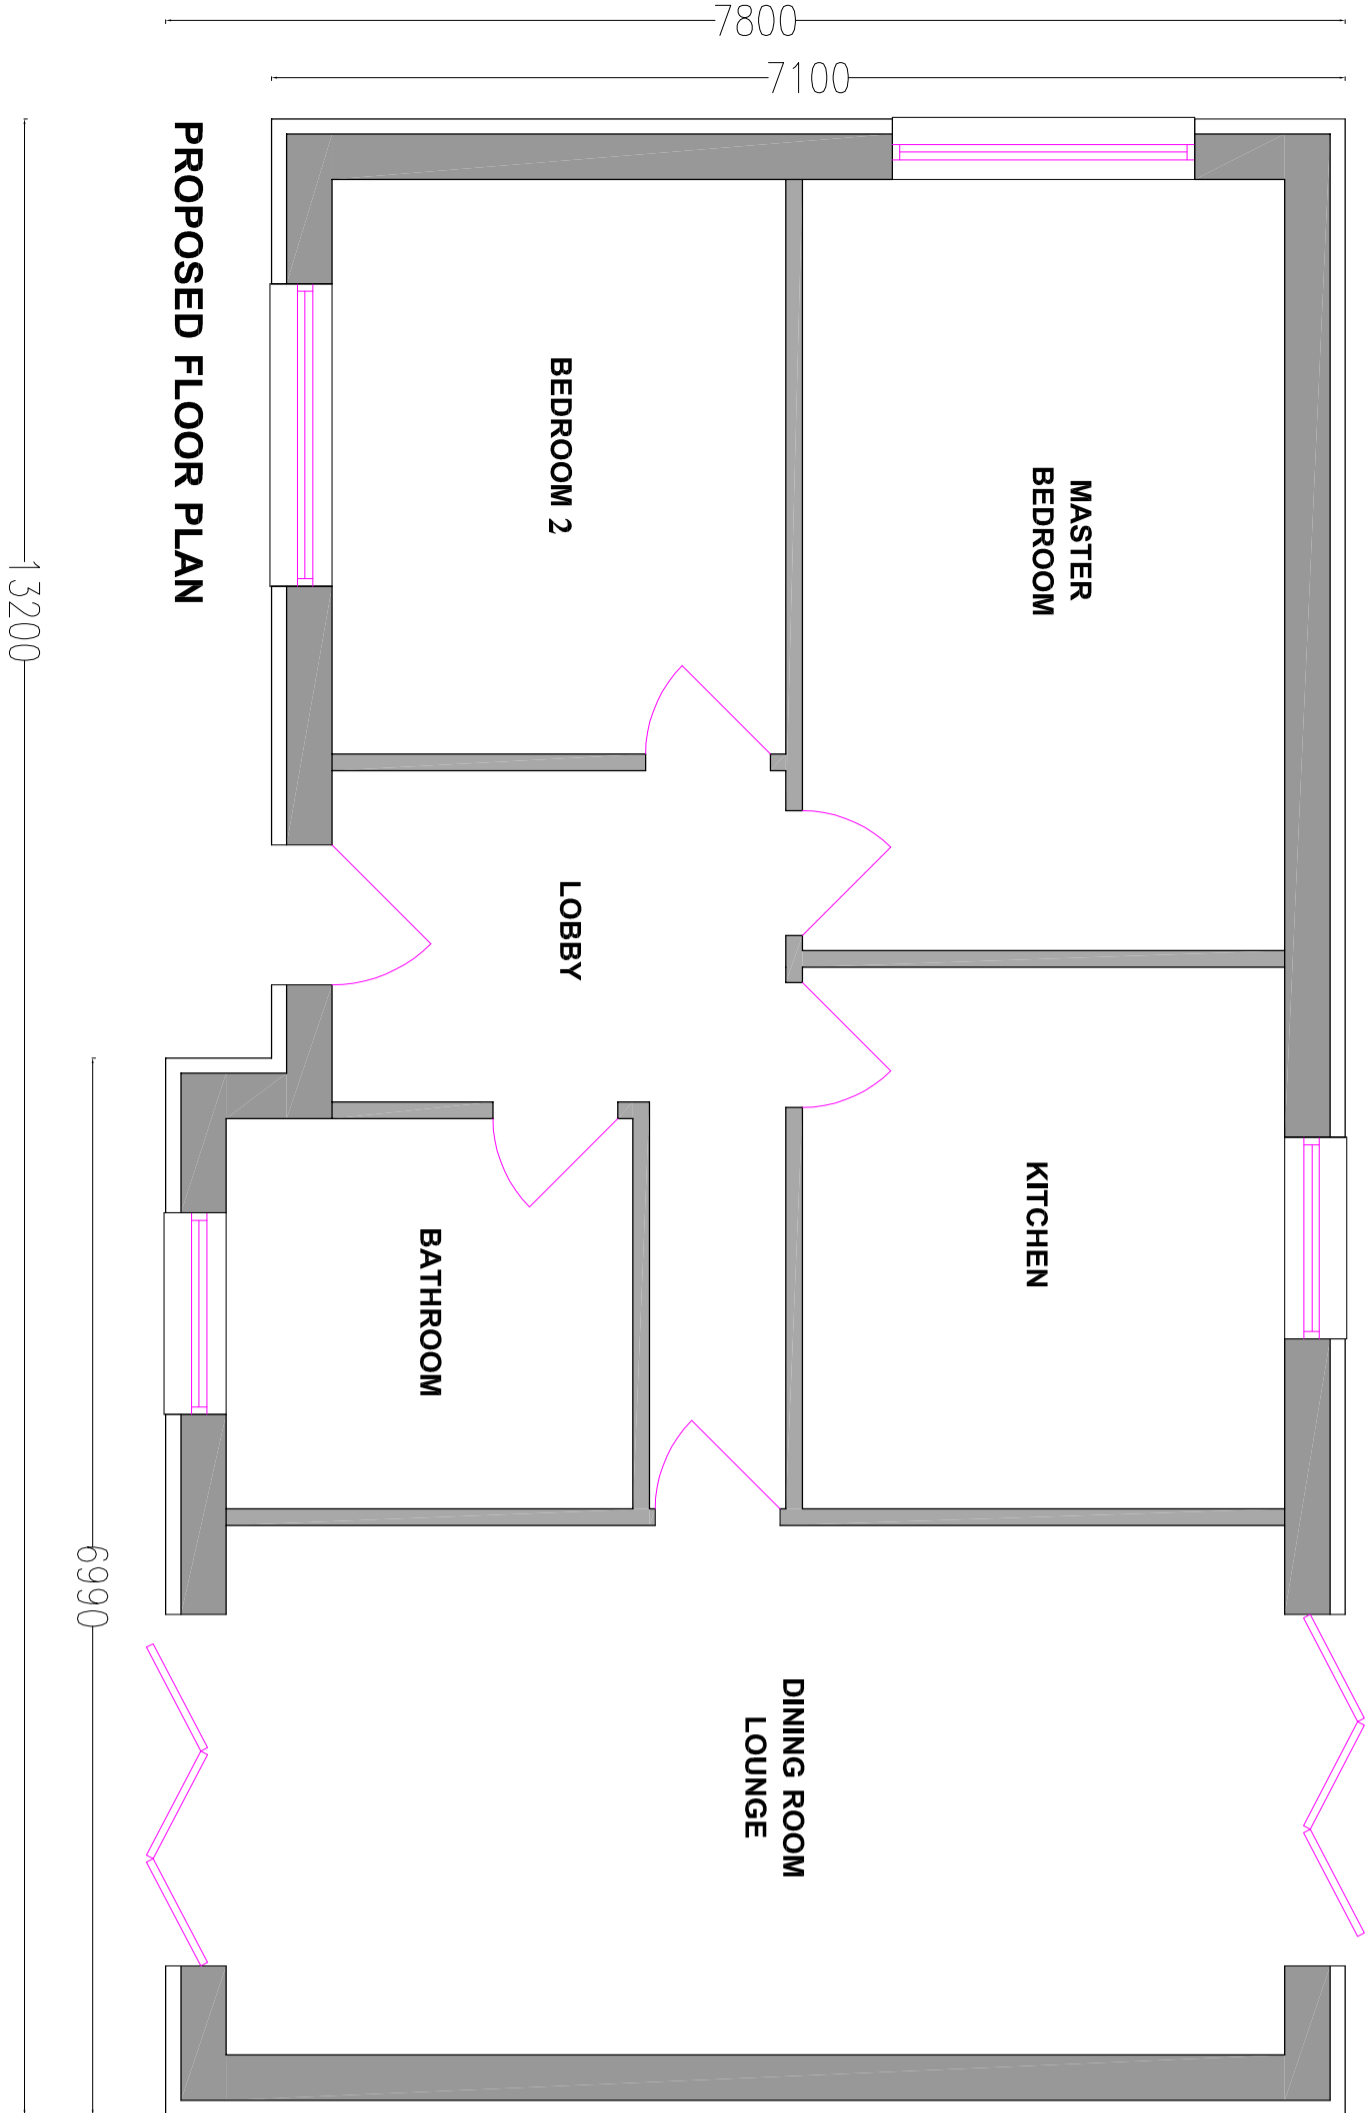 7800
7100
MASTER
BEDROOM
BEDROOM 2
LOBBY
KITCHEN
BATHROOM
DINING ROOM
LOUNGE
PROPOSED FLOOR PLAN
6990
13200